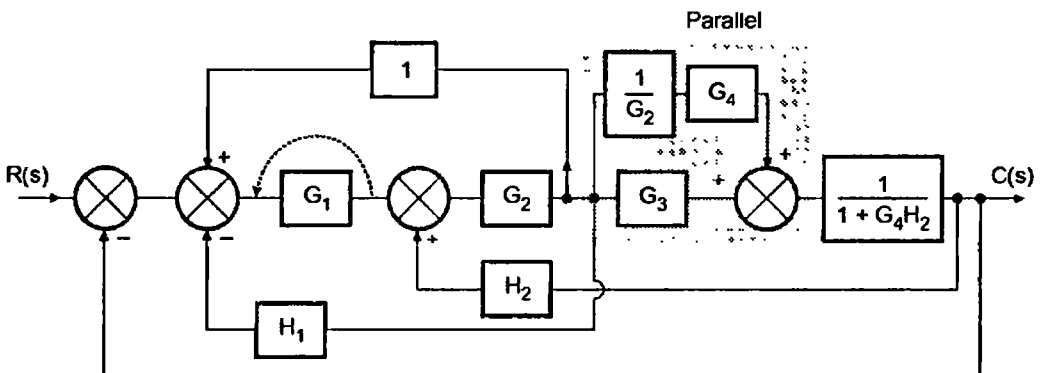 Parallel
1
1
G2
G4
R(s)
+
+
+
C(s)
G1
G2
G3
1
1 + G4H2
−
−
+
H2
H1